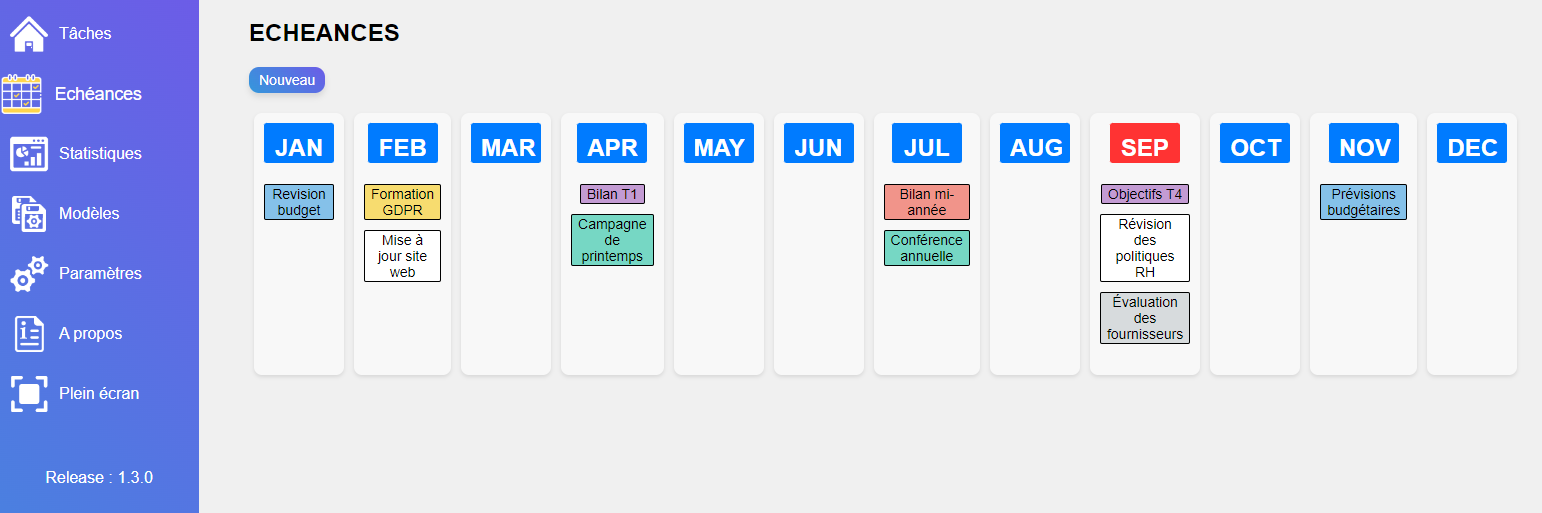 Tâches
Echéances
Statistiques
Modèles
Paramètres
A propos
Plein écran
Release : 1.3.0
ECHEANCES
Nouveau
JAN
Revision
budget
FEB
Formation
GDPR
Mise à
jour site
web
MAR
APR
Bilan T1
Campagne
de
printemps
MAY
JUN
JUL
Bilan mi-
année
Conférence
annuelle
AUG
SEP
Objectifs T4
Révision
des
politiques
RH
Évaluation
des
fournisseurs
OCT
NOV
Prévisions
budgétaires
DEC